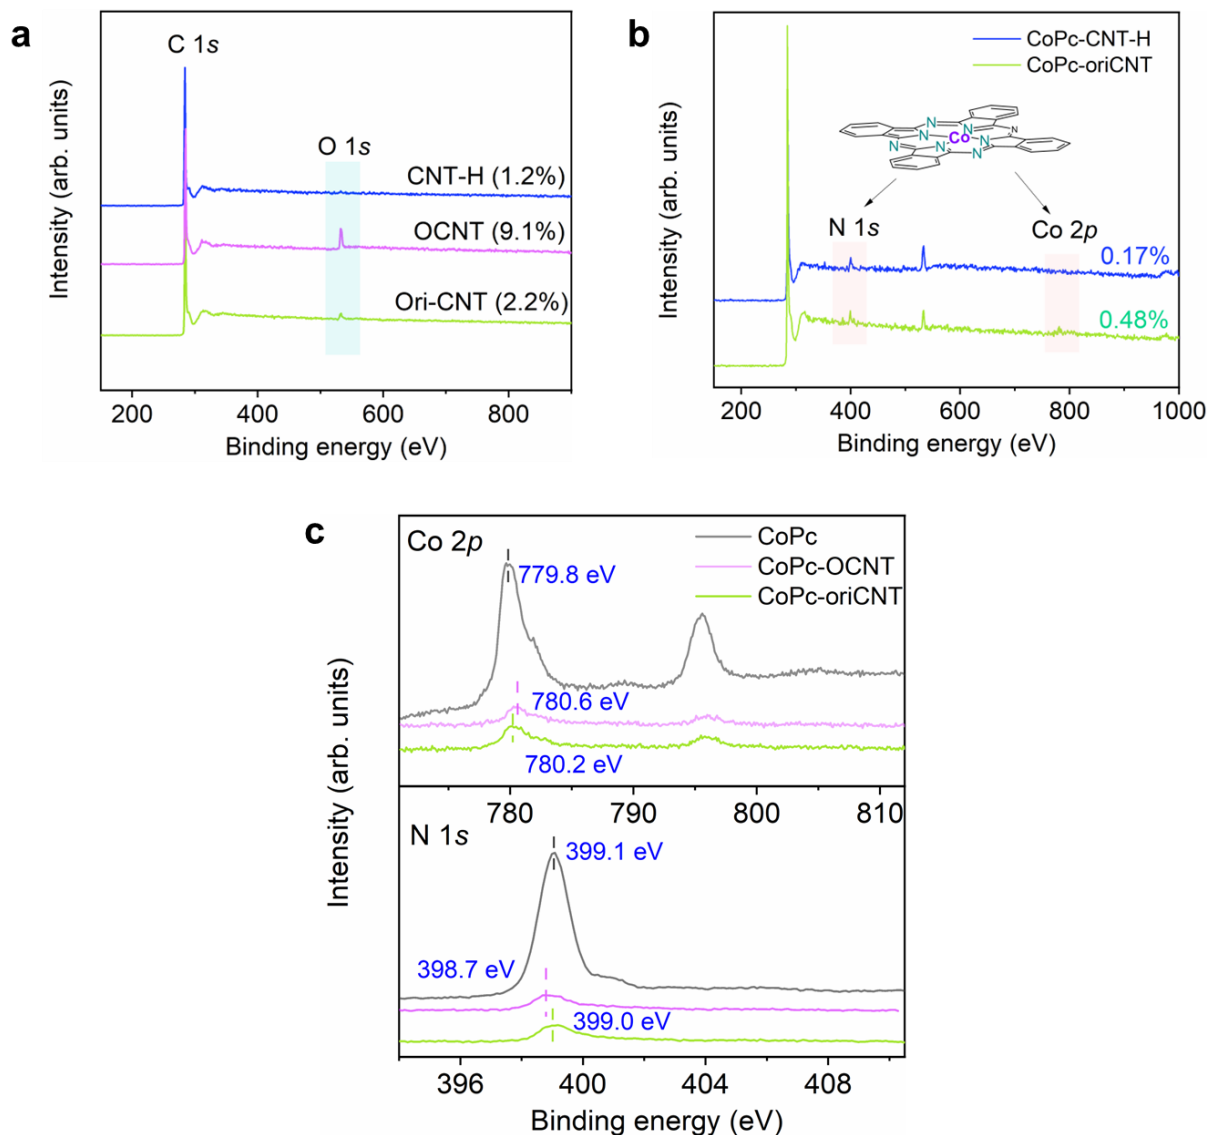 a
C 1s
O 1s
CNT-H (1.2%)
OCNT (9.1%)
Ori-CNT (2.2%)
Intensity (arb. units)
200 400 600 800
Binding energy (eV)
b
CoPc-CNT-H
CoPc-oriCNT
N N N N Co N N N N
N 1s
Co 2p
0.17%
0.48%
Intensity (arb. units)
200 400 600 800 1000
Binding energy (eV)
c
Co 2p
CoPc
CoPc-OCNT
CoPc-oriCNT
779.8 eV
780.6 eV
780.2 eV
780 790 800 810
N 1s
399.1 eV
398.7 eV
399.0 eV
Intensity (arb. units)
396 400 404 408
Binding energy (eV)